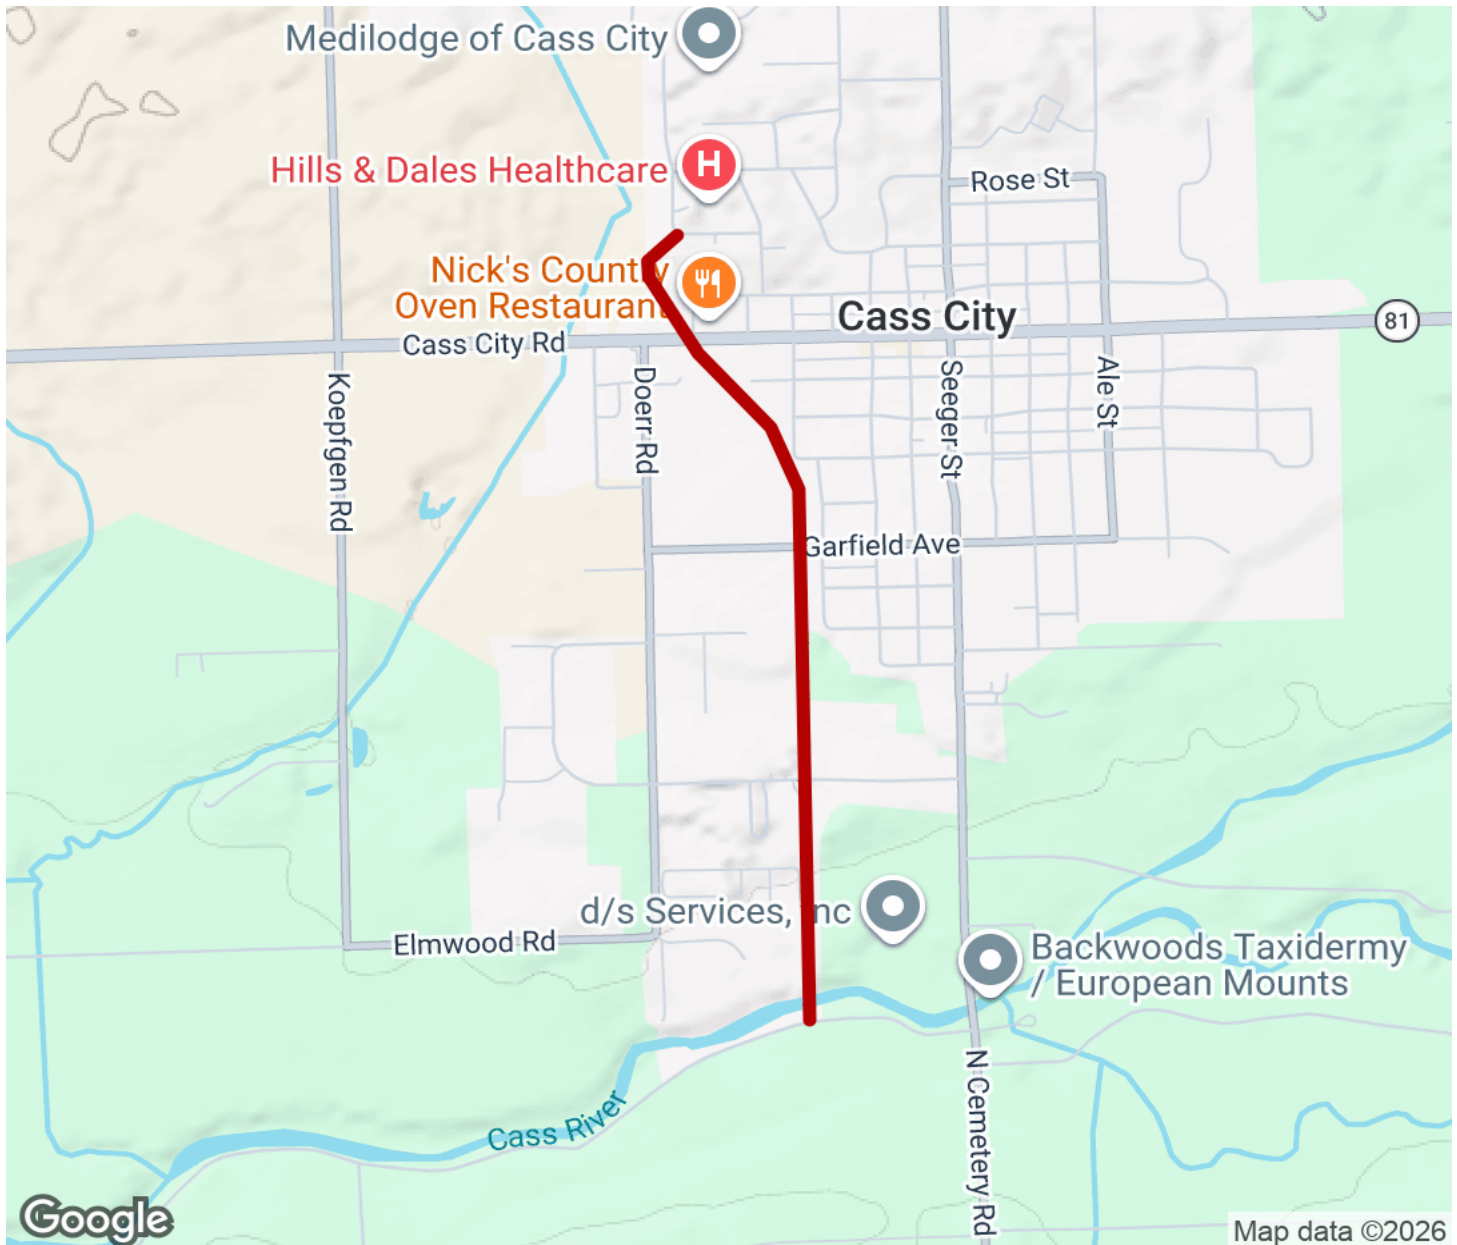 Medilodge of Cass City
H
Hills & Dales Healthcare
Rose St
Nick's Country
Oven Restaurant
Cass City
81
Cass City Rd
Koepfgen Rd
Doerr Rd
Seeger St
Ale St
Garfield Ave
d/s Services, Inc
Elmwood Rd
Backwoods Taxidermy
/ European Mounts
N Cemetery Rd
Cass River
Google
Map data ©2026